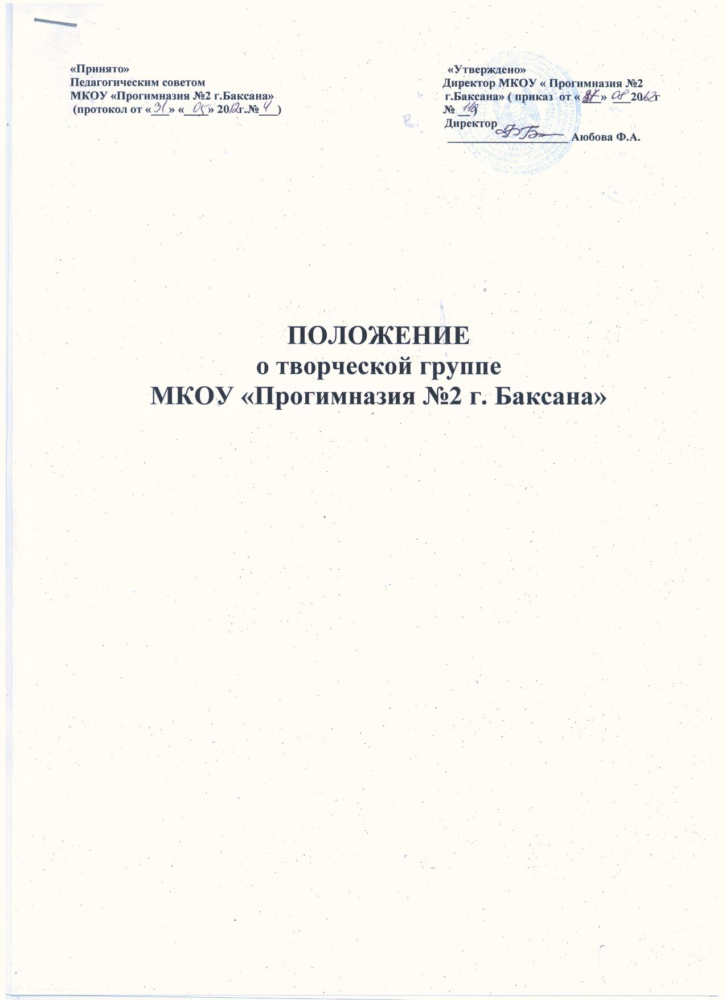 «Принято»
Педагогическим советом
МКОУ «Прогимназия №2 г.Баксана»
(протокол от «31» «05» 2012г.№4)
«Утверждено»
Директор МКОУ « Прогимназия №2
г.Баксана» ( приказ от «» 08 2012г
№ 118)
Директор
Аюбова Ф.А.
ПОЛОЖЕНИЕ
о творческой группе
МКОУ «Прогимназия №2 г. Баксана»